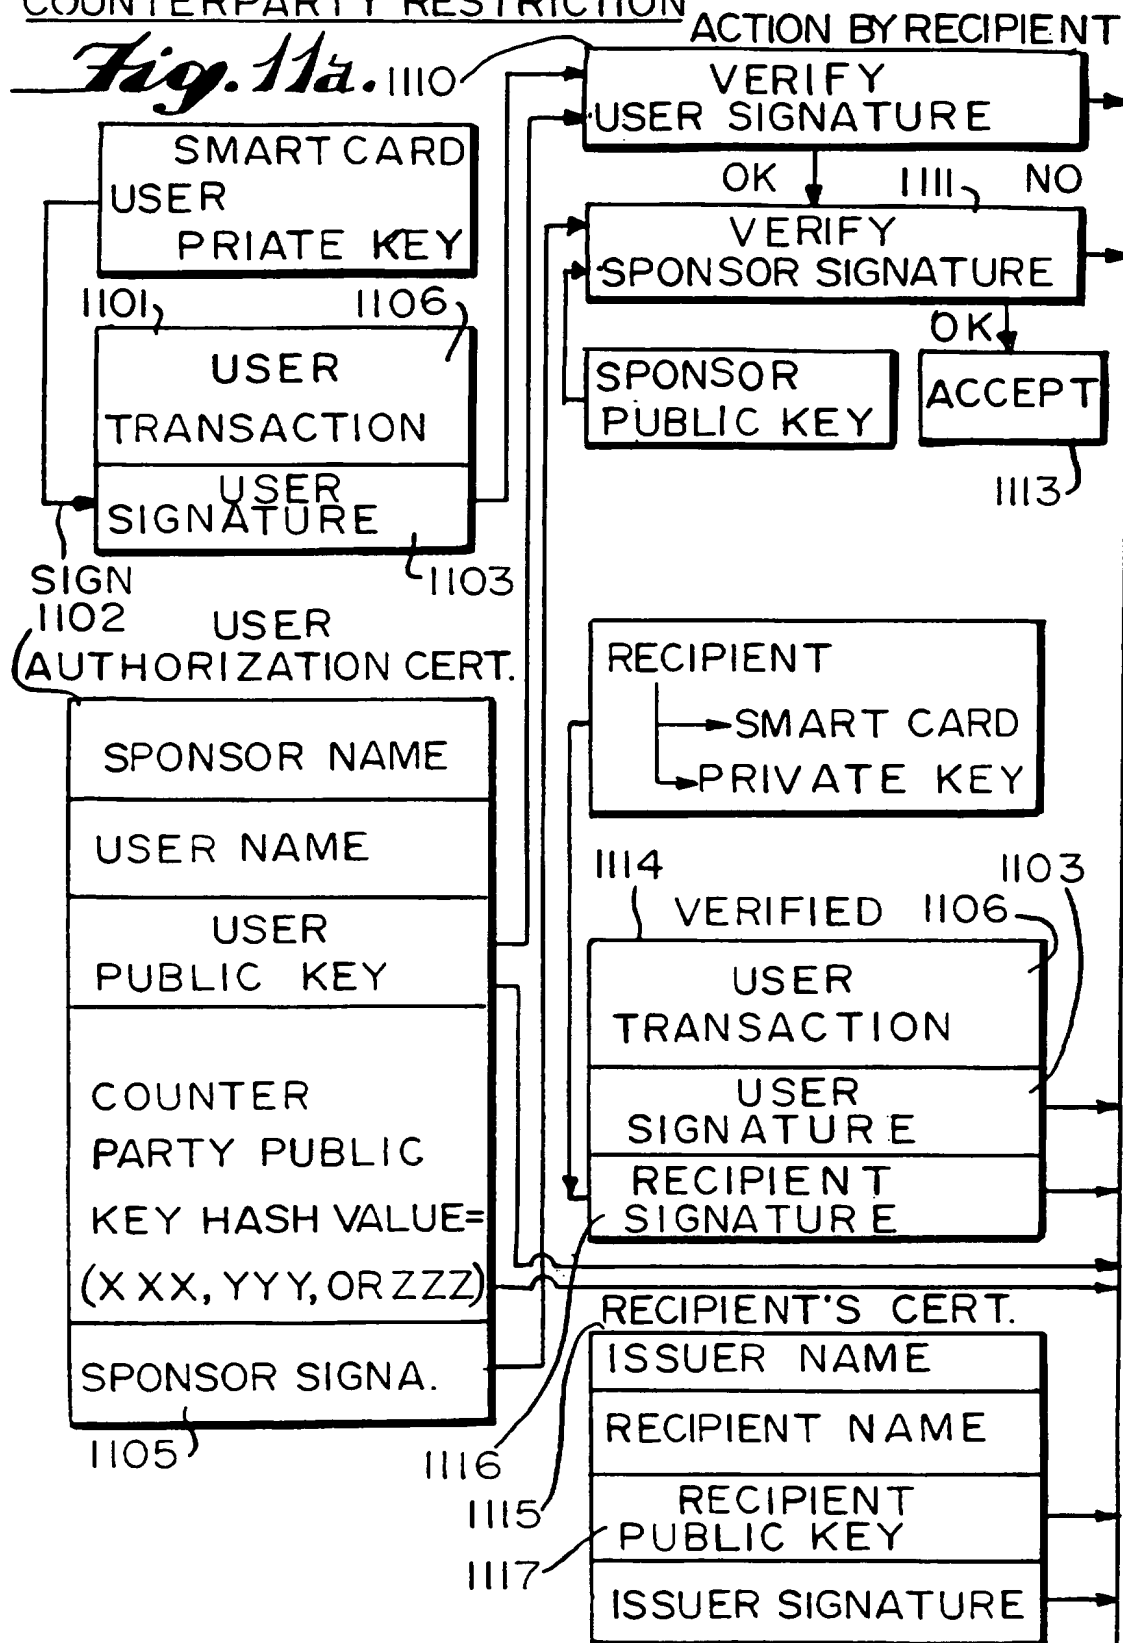 COUNTERPARTY RESTRICTION
Fig. 11a.
ACTION BY RECIPIENT
1110
VERIFY
USER SIGNATURE
SMART CARD
USER
PRIATE KEY
OK
1111
NO
VERIFY
SPONSOR SIGNATURE
1101
1106
USER
TRANSACTION
USER
SIGNATURE
OK
SPONSOR
PUBLIC KEY
ACCEPT
1113
SIGN
1102
1103
USER
AUTHORIZATION CERT.
SPONSOR NAME
USER NAME
USER
PUBLIC KEY
COUNTER
PARTY PUBLIC
KEY HASH VALUE=
(XXX, YYY, OR ZZZ)
SPONSOR SIGNA.
1105
RECIPIENT
SMART CARD
PRIVATE KEY
1114
1103
VERIFIED
1106
USER
TRANSACTION
USER
SIGNATURE
RECIPIENT
SIGNATURE
RECIPIENT'S CERT.
ISSUER NAME
RECIPIENT NAME
RECIPIENT
PUBLIC KEY
ISSUER SIGNATURE
1116
1115
1117